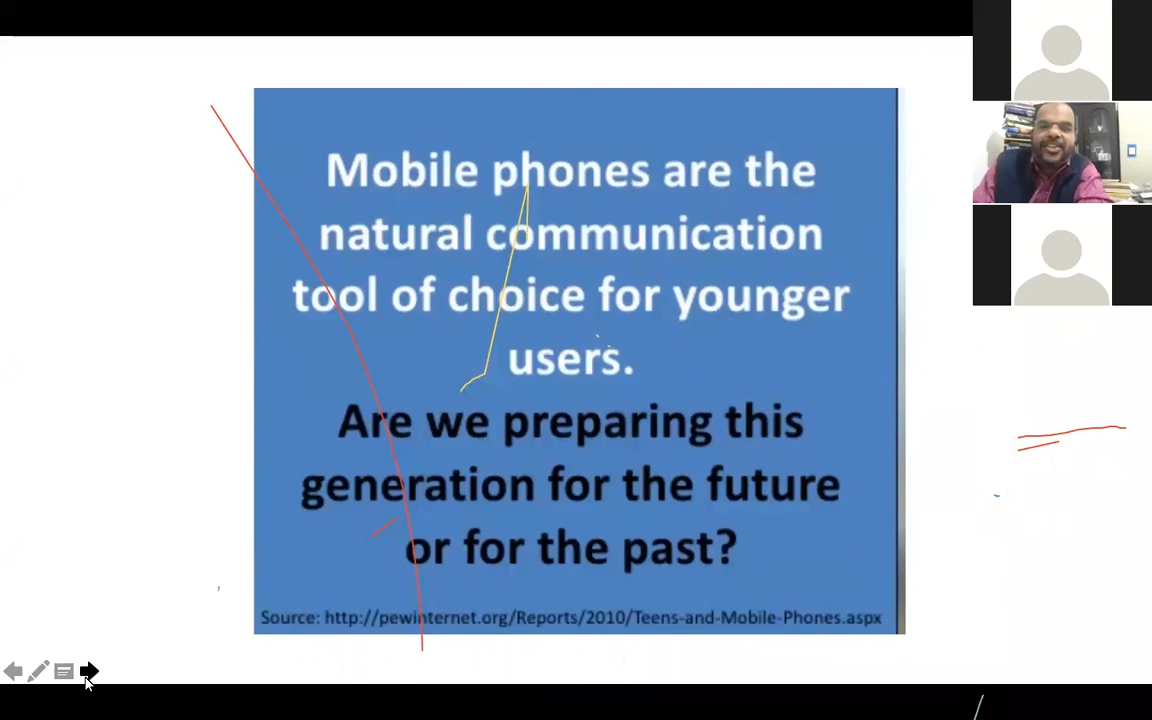 Mobile phones are the
natural communication
tool of choice for younger
users.
Are we preparing this
generation for the future
or for the past?
Source: http://pewinternet.org/Reports/2010/Teens-and-Mobile-Phones.aspx